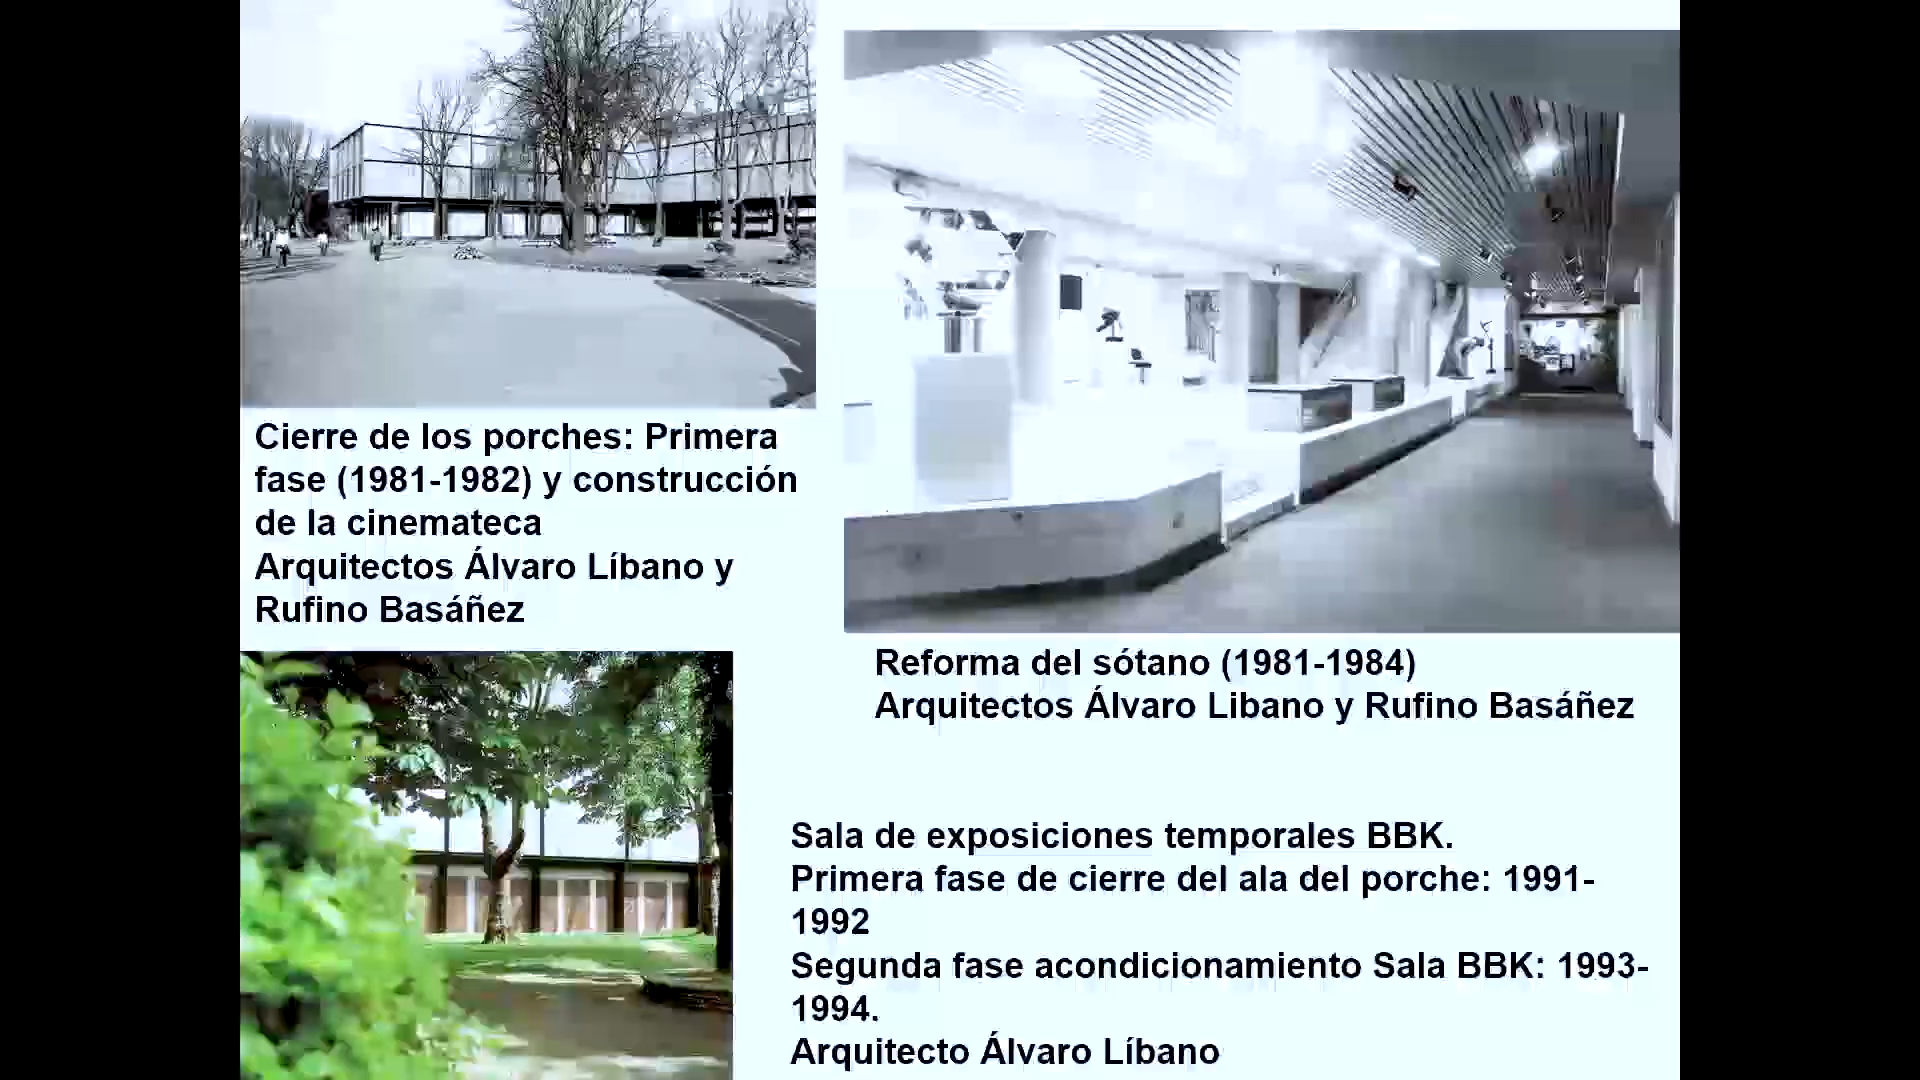 Cierre de los porches: Primera
fase (1981-1982) y construcción
de la cinemateca
Arquitectos Álvaro Líbano y
Rufino Basáñez
Reforma del sótano (1981-1984)
Arquitectos Álvaro Libano y Rufino Basáñez
Sala de exposiciones temporales BBK.
Primera fase de cierre del ala del porche: 1991-
1992
Segunda fase acondicionamiento Sala BBK: 1993-
1994.
Arquitecto Álvaro Líbano